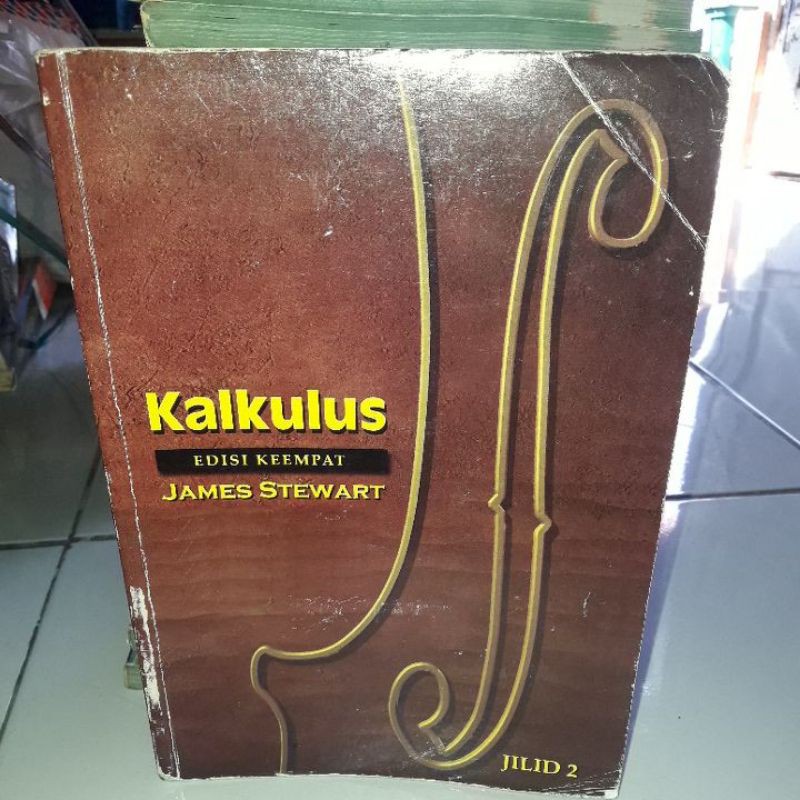 Kalkulus
EDISI KEEMPAT
JAMES STEWART
JILID 2